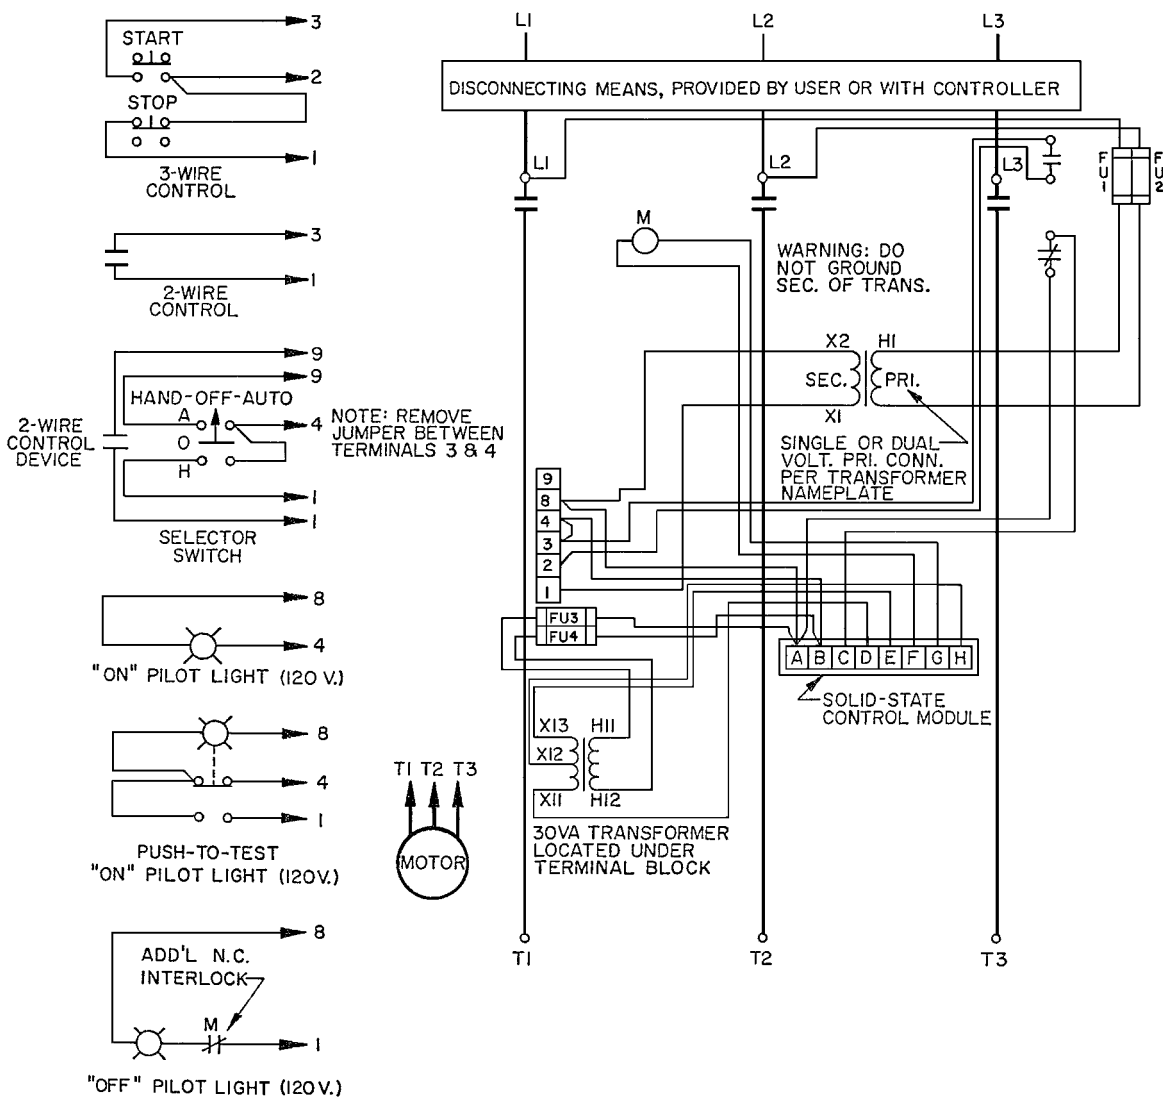 3
START
2
STOP
1
3-WIRE
CONTROL
3
1
2-WIRE
CONTROL
9
9
HAND-OFF-AUTO
A
4
O
H
2-WIRE
CONTROL
DEVICE
NOTE: REMOVE
JUMPER BETWEEN
TERMINALS 3 & 4
1
1
SELECTOR
SWITCH
8
4
"ON" PILOT LIGHT (120 V.)
8
4
1
PUSH-TO-TEST
"ON" PILOT LIGHT (120V.)
8
ADD'L N.C.
INTERLOCK
M
1
"OFF" PILOT LIGHT (120V.)
T1 T2 T3
MOTOR
L1
L2
L3
DISCONNECTING MEANS, PROVIDED BY USER OR WITH CONTROLLER
L1
L2
L3
FU1
FU2
M
WARNING: DO
NOT GROUND
SEC. OF TRANS.
X2
H1
SEC.
PRI.
X1
SINGLE OR DUAL
VOLT. PRI. CONN.
PER TRANSFORMER
NAMEPLATE
9
8
4
3
2
1
FU3
FU4
A B C D E F G H
SOLID-STATE
CONTROL MODULE
X13
H11
X12
X11
H12
30VA TRANSFORMER
LOCATED UNDER
TERMINAL BLOCK
T1
T2
T3